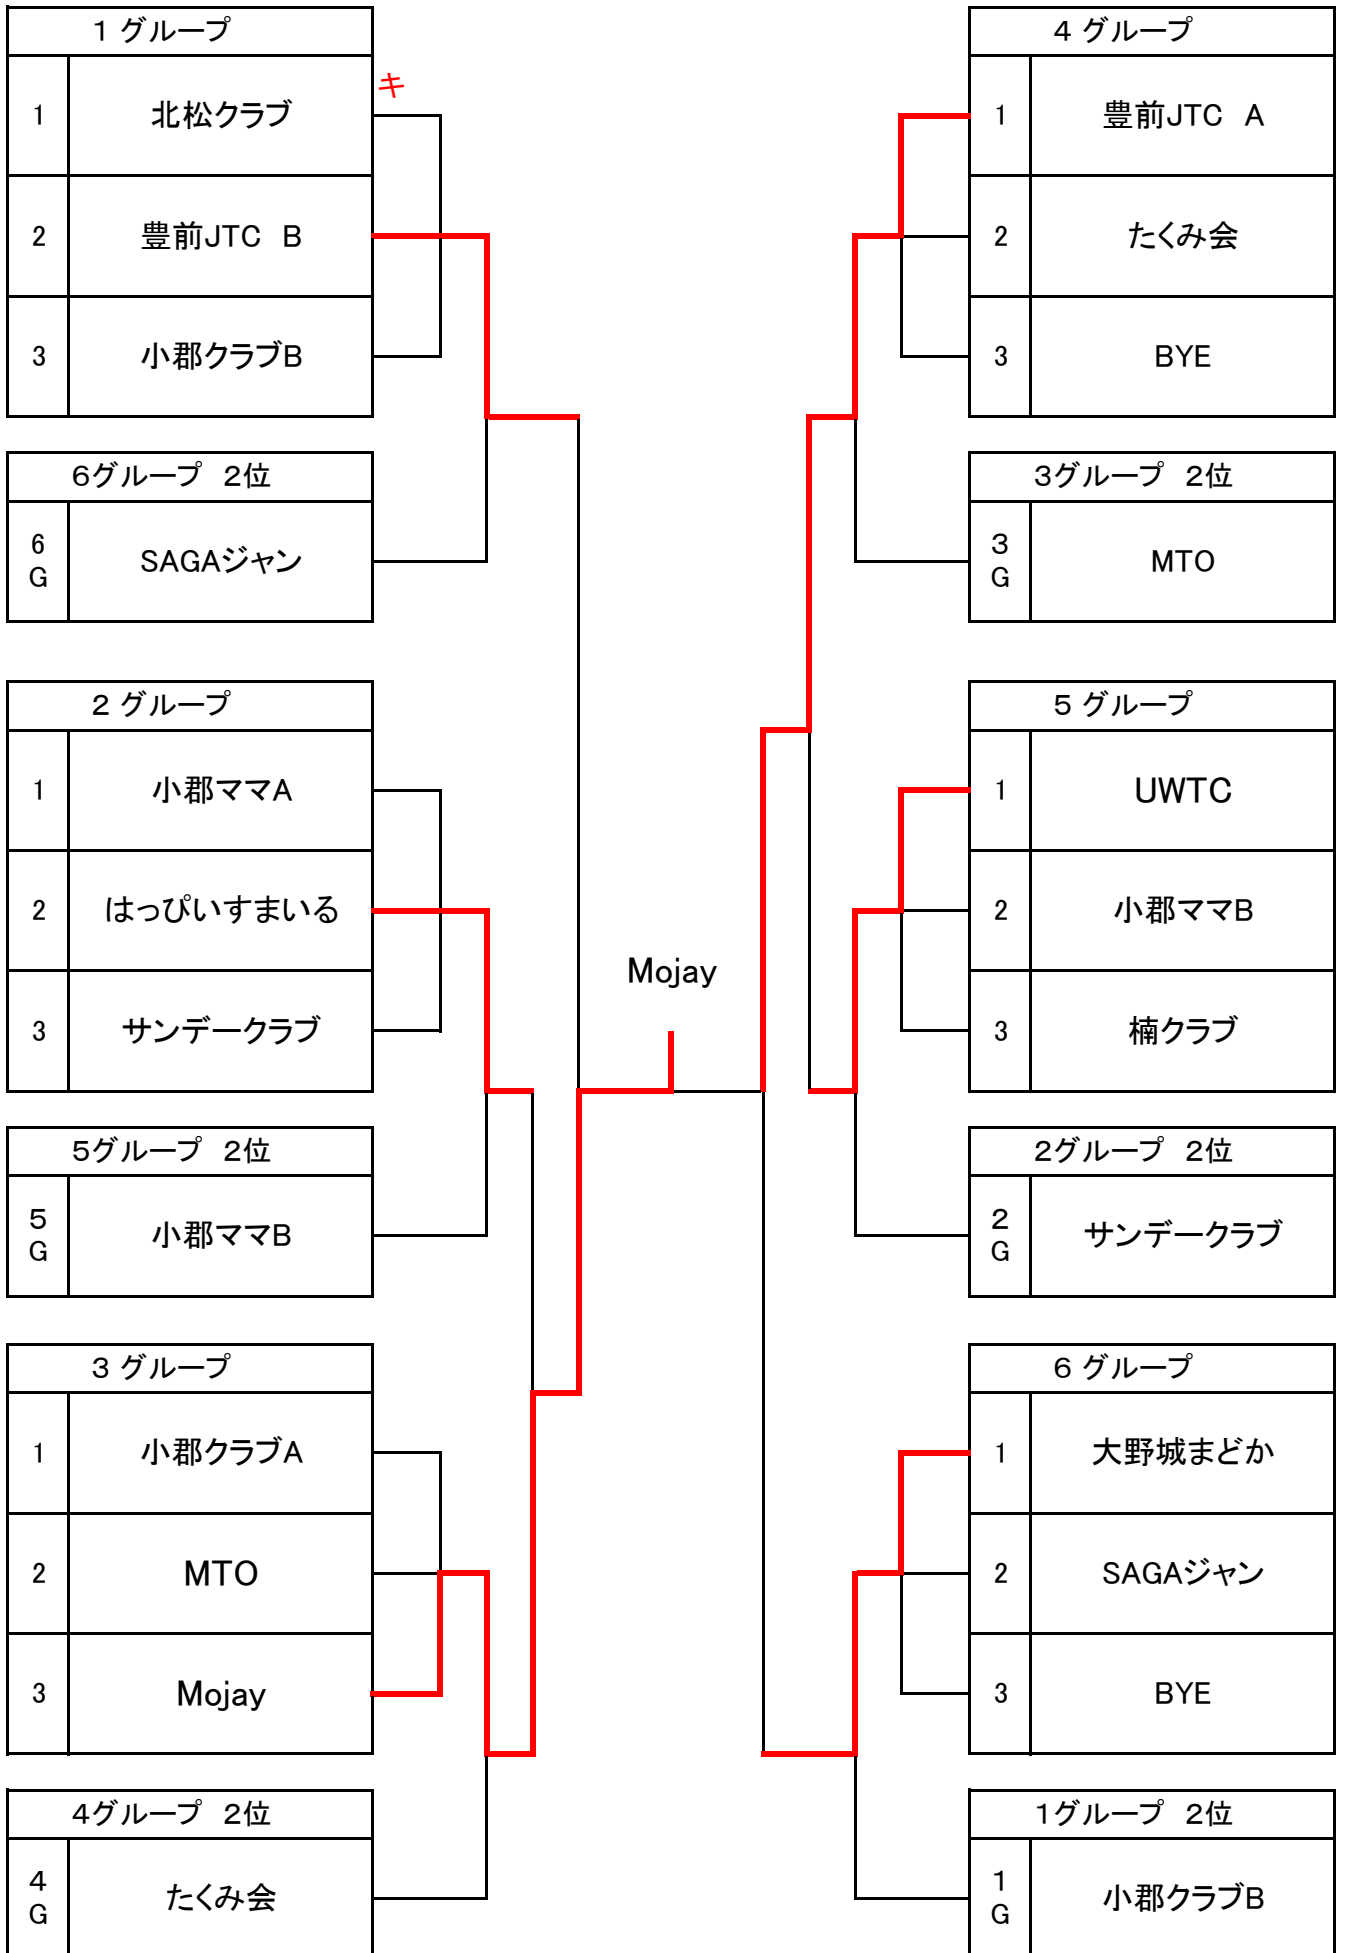 1 グループ
1 北松クラブ
キ
2 豊前JTC B
3 小郡クラブB
6グループ 2位
6G SAGAジャン
2 グループ
1 小郡ママA
2 はっぴいすまいる
3 サンデークラブ
5グループ 2位
5G 小郡ママB
3 グループ
1 小郡クラブA
2 MTO
3 Mojay
4グループ 2位
4G たくみ会
Mojay
4 グループ
1 豊前JTC A
2 たくみ会
3 BYE
3グループ 2位
3G MTO
5 グループ
1 UWTC
2 小郡ママB
3 楠クラブ
2グループ 2位
2G サンデークラブ
6 グループ
1 大野城まどか
2 SAGAジャン
3 BYE
1グループ 2位
1G 小郡クラブB